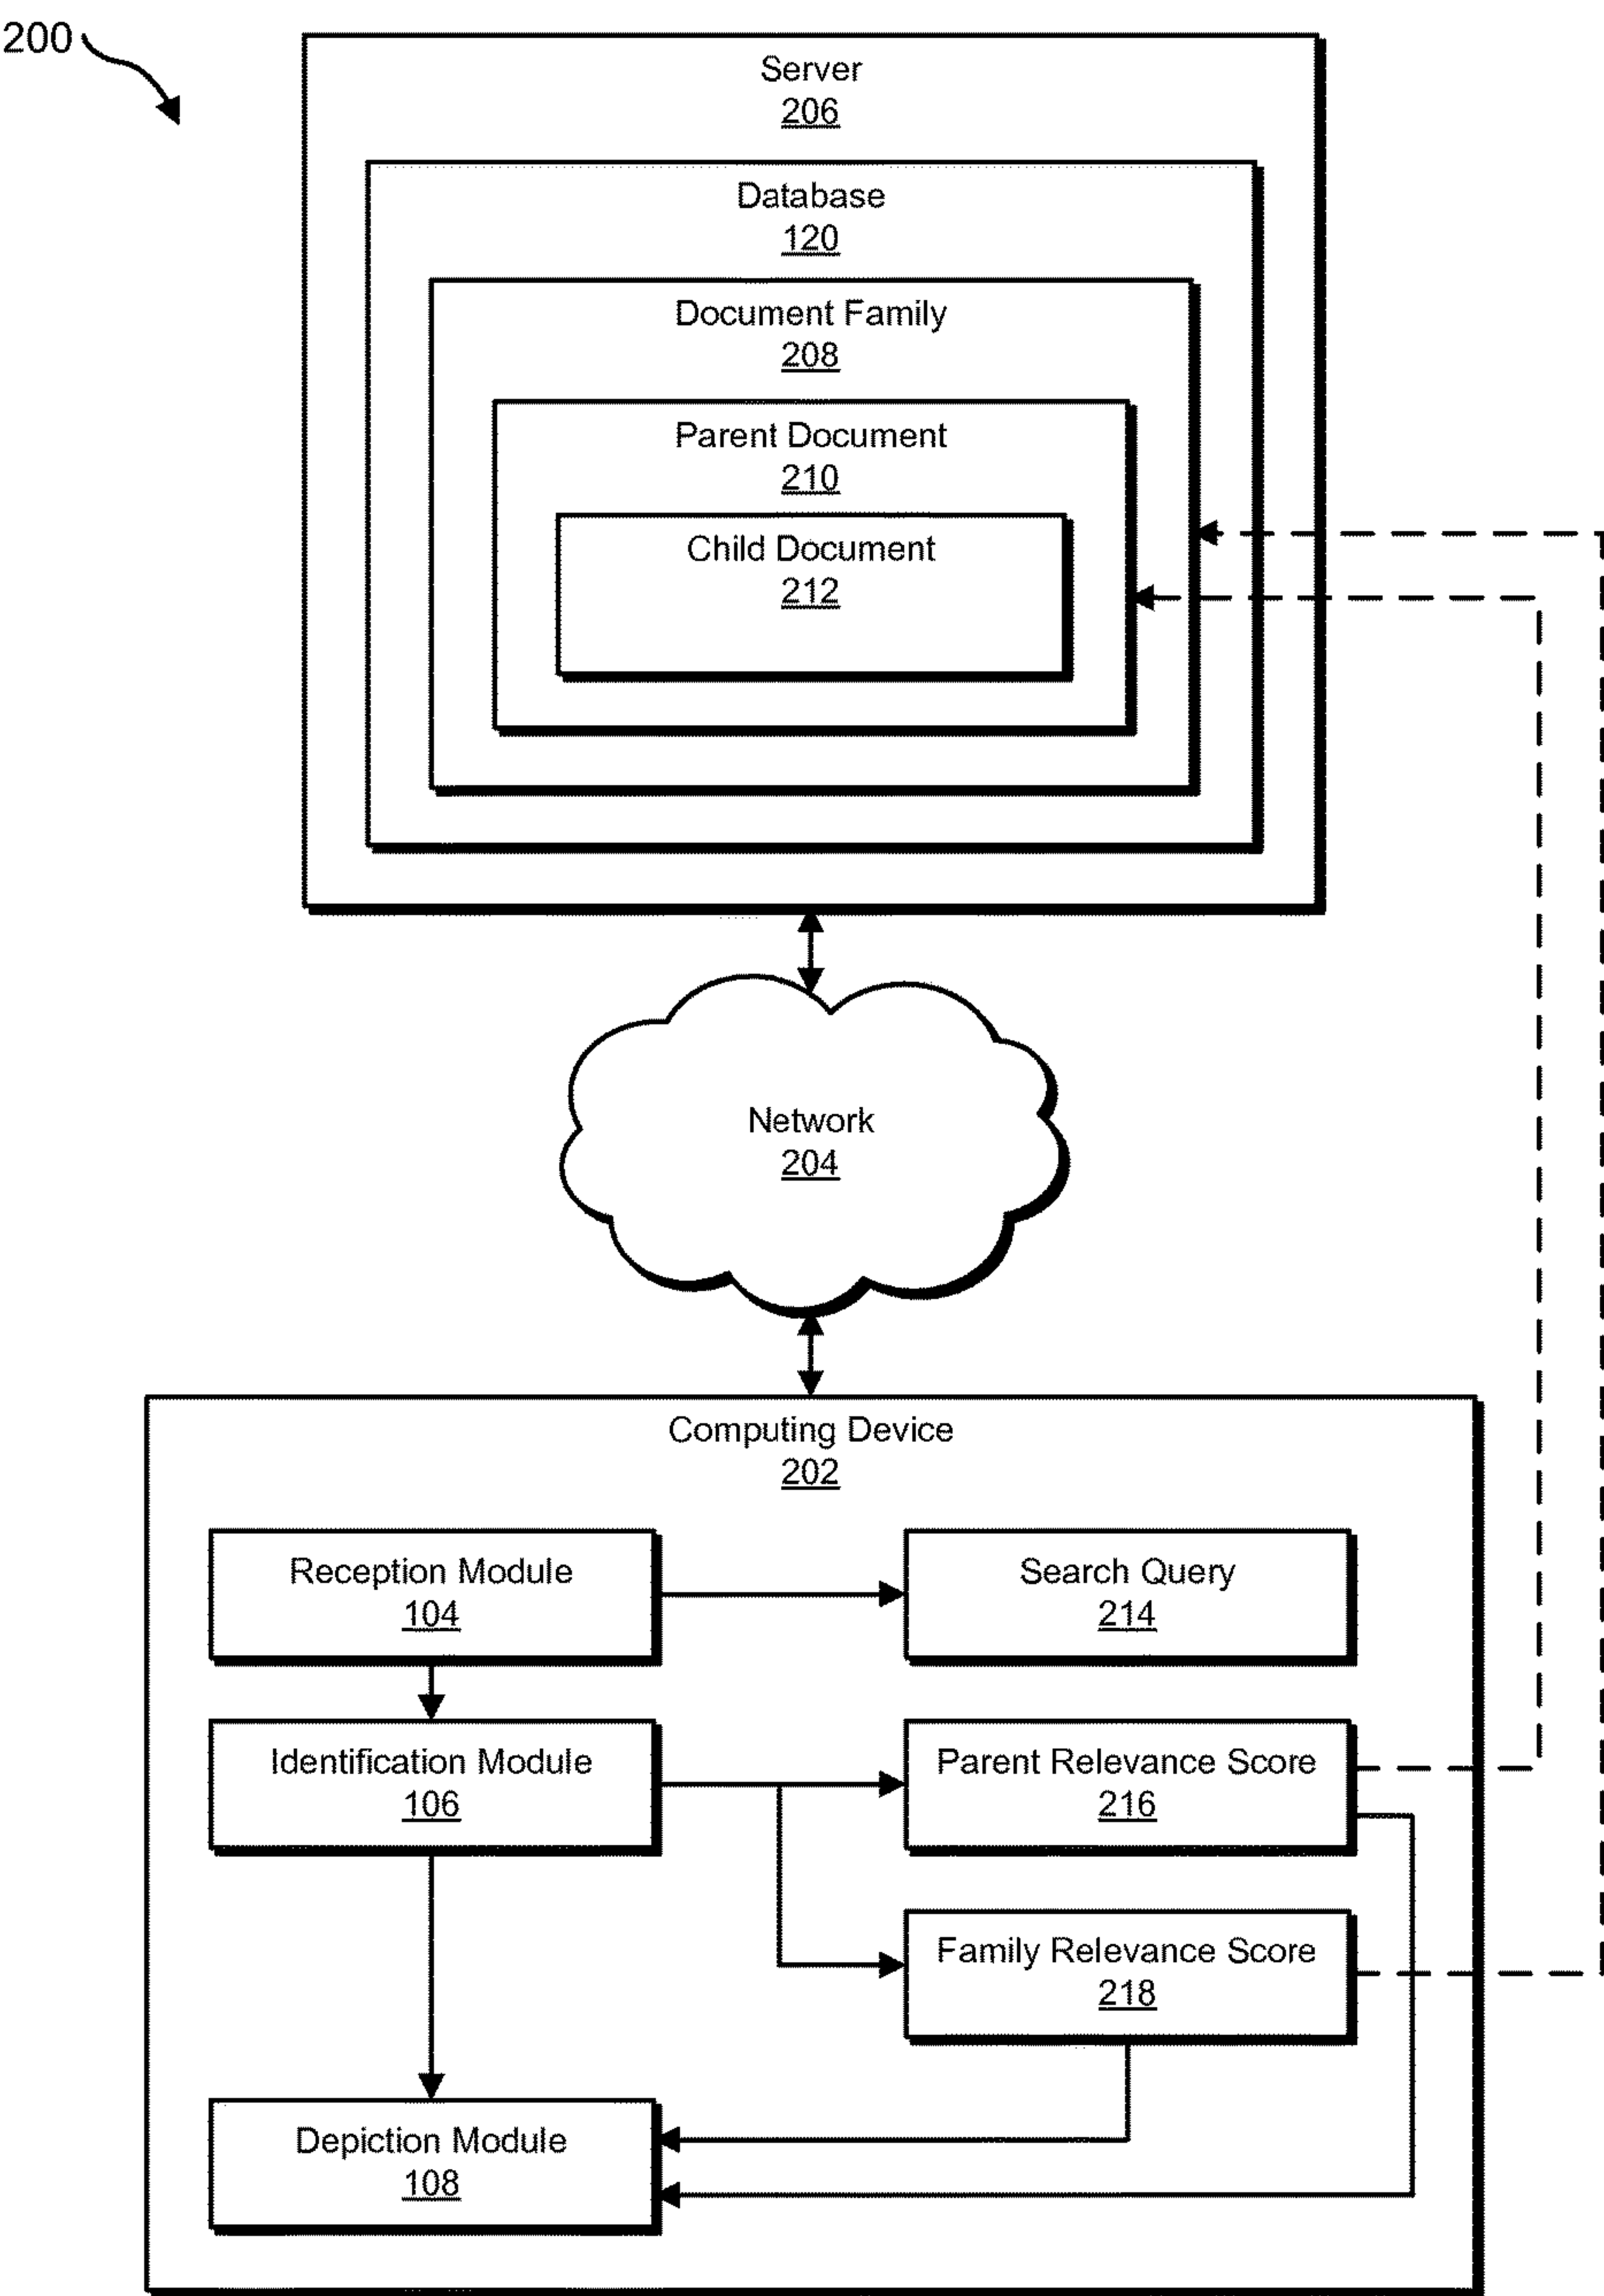 200
Server
206
Database
120
Document Family
208
Parent Document
210
Child Document
212
Network
204
Computing Device
202
Reception Module
104
Search Query
214
Identification Module
106
Parent Relevance Score
216
Family Relevance Score
218
Depiction Module
108